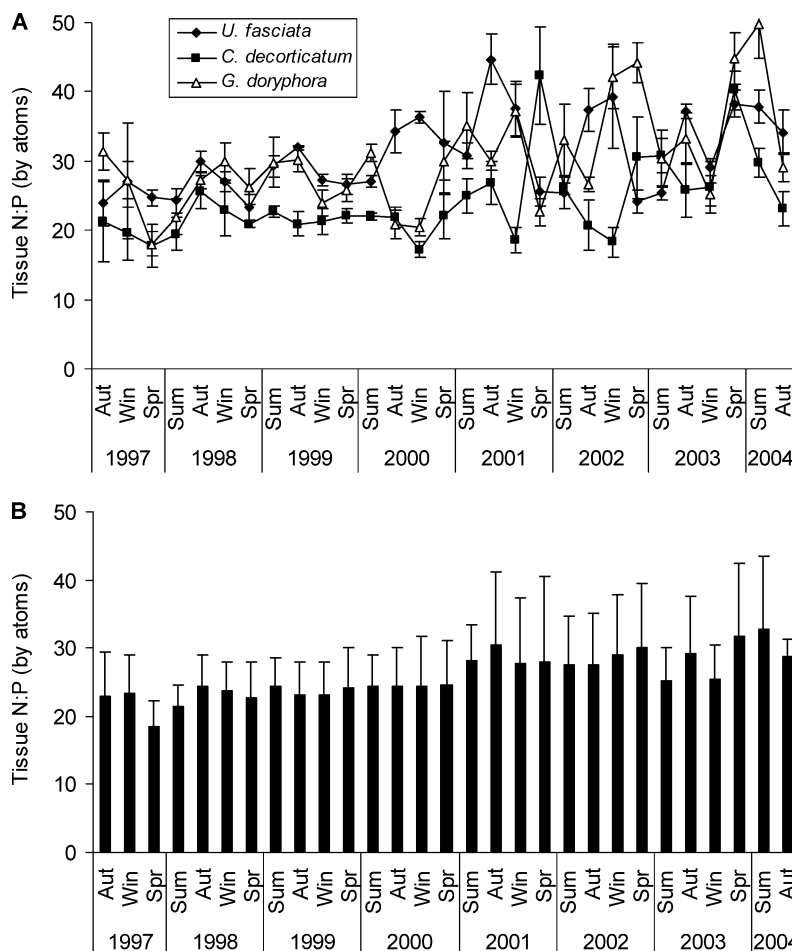 A
U. fasciata
C. decorticatum
G. doryphora
Tissue N:P (by atoms)
50
40
30
20
10
0
Aut Win Spr Sum Aut Win Spr Sum Aut Win Spr Sum Aut Win Spr Sum Aut Win Spr Sum Aut Win Spr Sum Aut Win Spr Sum Aut
1997 1998 1999 2000 2001 2002 2003 2004
B
Tissue N:P (by atoms)
50
40
30
20
10
0
Aut Win Spr Sum Aut Win Spr Sum Aut Win Spr Sum Aut Win Spr Sum Aut Win Spr Sum Aut Win Spr Sum Aut Win Spr Sum Aut
1997 1998 1999 2000 2001 2002 2003 2004